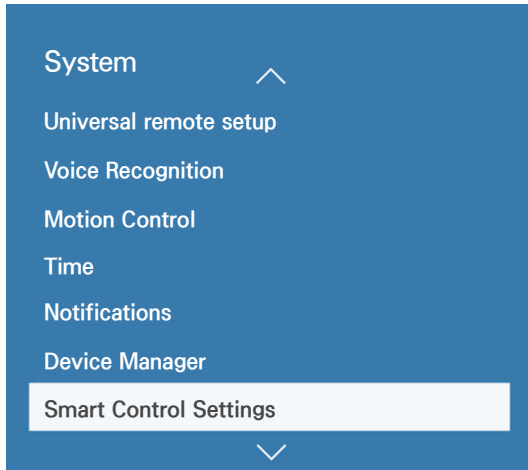 System
Universal remote setup
Voice Recognition
Motion Control
Time
Notifications
Device Manager
Smart Control Settings